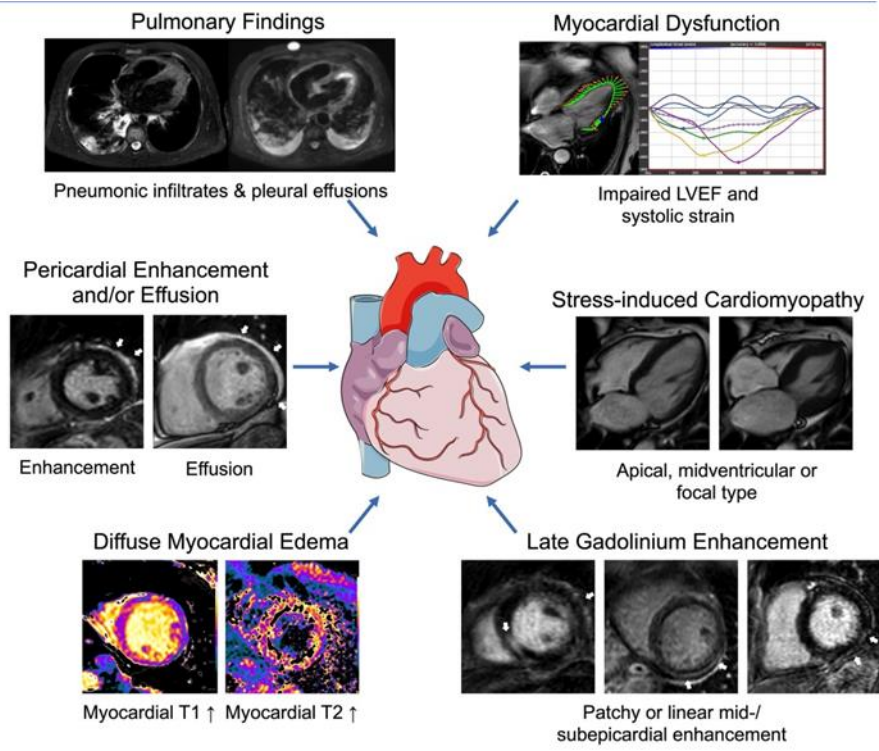 Pulmonary Findings
Pneumonic infiltrates & pleural effusions
Myocardial Dysfunction
Impaired LVEF and
systolic strain
Pericardial Enhancement
and/or Effusion
Enhancement
Effusion
Stress-induced Cardiomyopathy
Apical, midventricular or
focal type
Diffuse Myocardial Edema
Myocardial T1 ↑
Myocardial T2 ↑
Late Gadolinium Enhancement
Patchy or linear mid-/
subepicardial enhancement